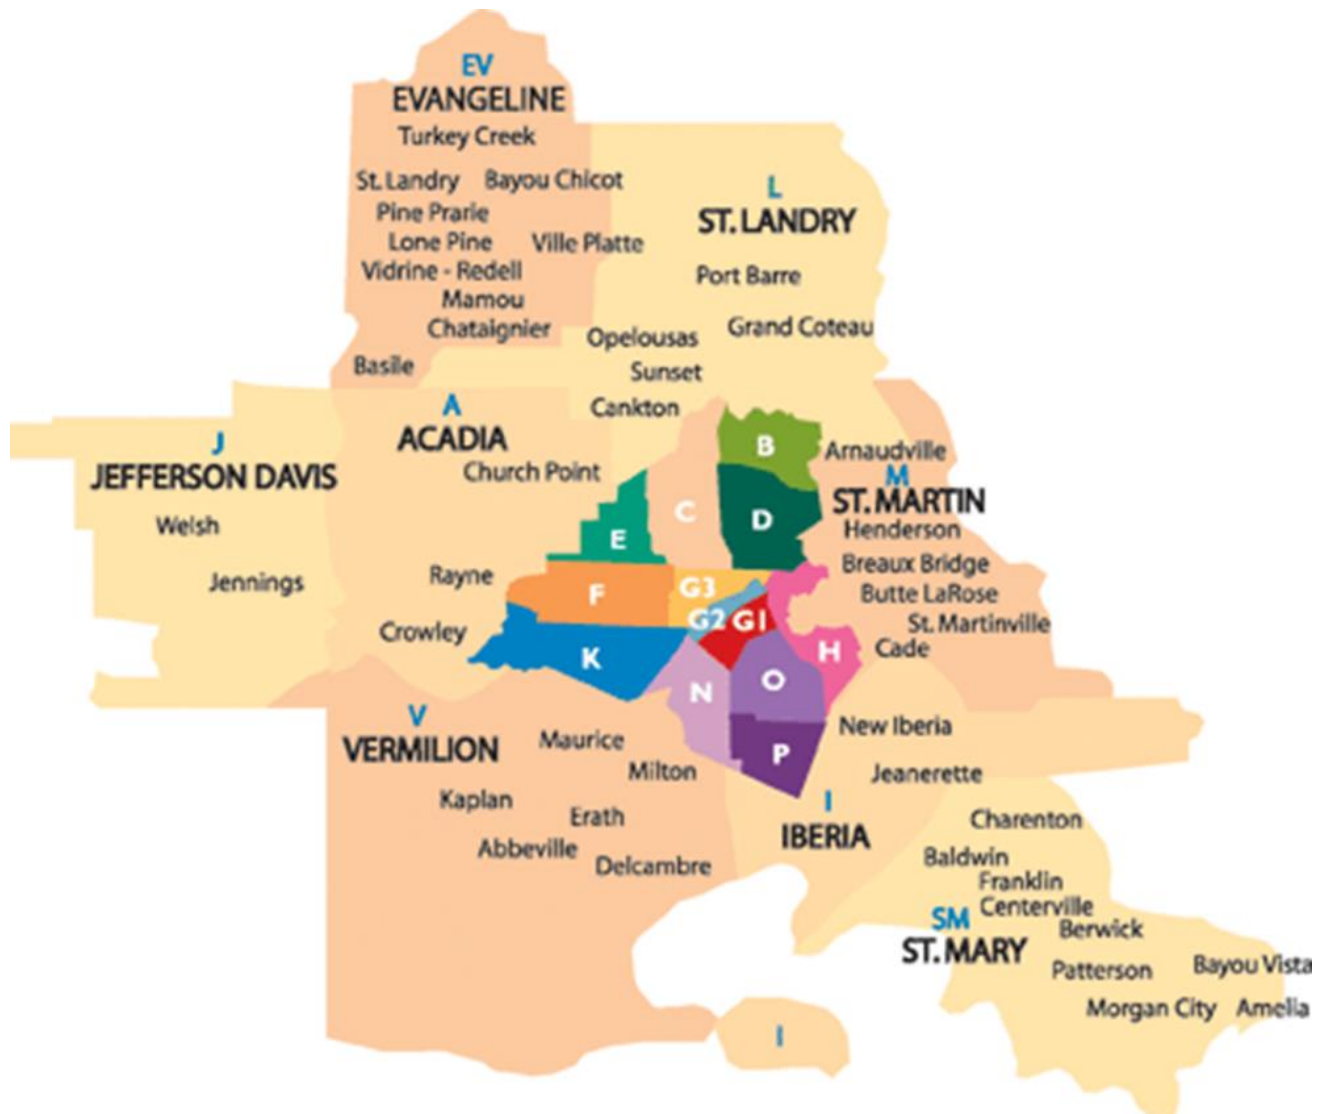 EV
EVANGELINE
Turkey Creek
St. Landry Bayou Chicot
Pine Prarie
Lone Pine Ville Platte
Vidrine - Redell
Mamou
Chataignier
Basile
L
ST. LANDRY
Port Barre
Grand Coteau
Opelousas
Sunset
Cankton
A
ACADIA
Church Point
Rayne
Crowley
J
JEFFERSON DAVIS
Welsh
Jennings
B
C
D
E
F
G3
G2 G1
H
K
N
O
P
Arnaudville
M
ST. MARTIN
Henderson
Breaux Bridge
Butte LaRose
St. Martinville
Cade
V
VERMILION
Maurice
Milton
Kaplan
Erath
Abbeville
Delcambre
New Iberia
Jeanerette
I
IBERIA
Charenton
Baldwin
Franklin
Centerville
SM
ST. MARY
Berwick
Patterson
Bayou Vista
Morgan City Amelia
I